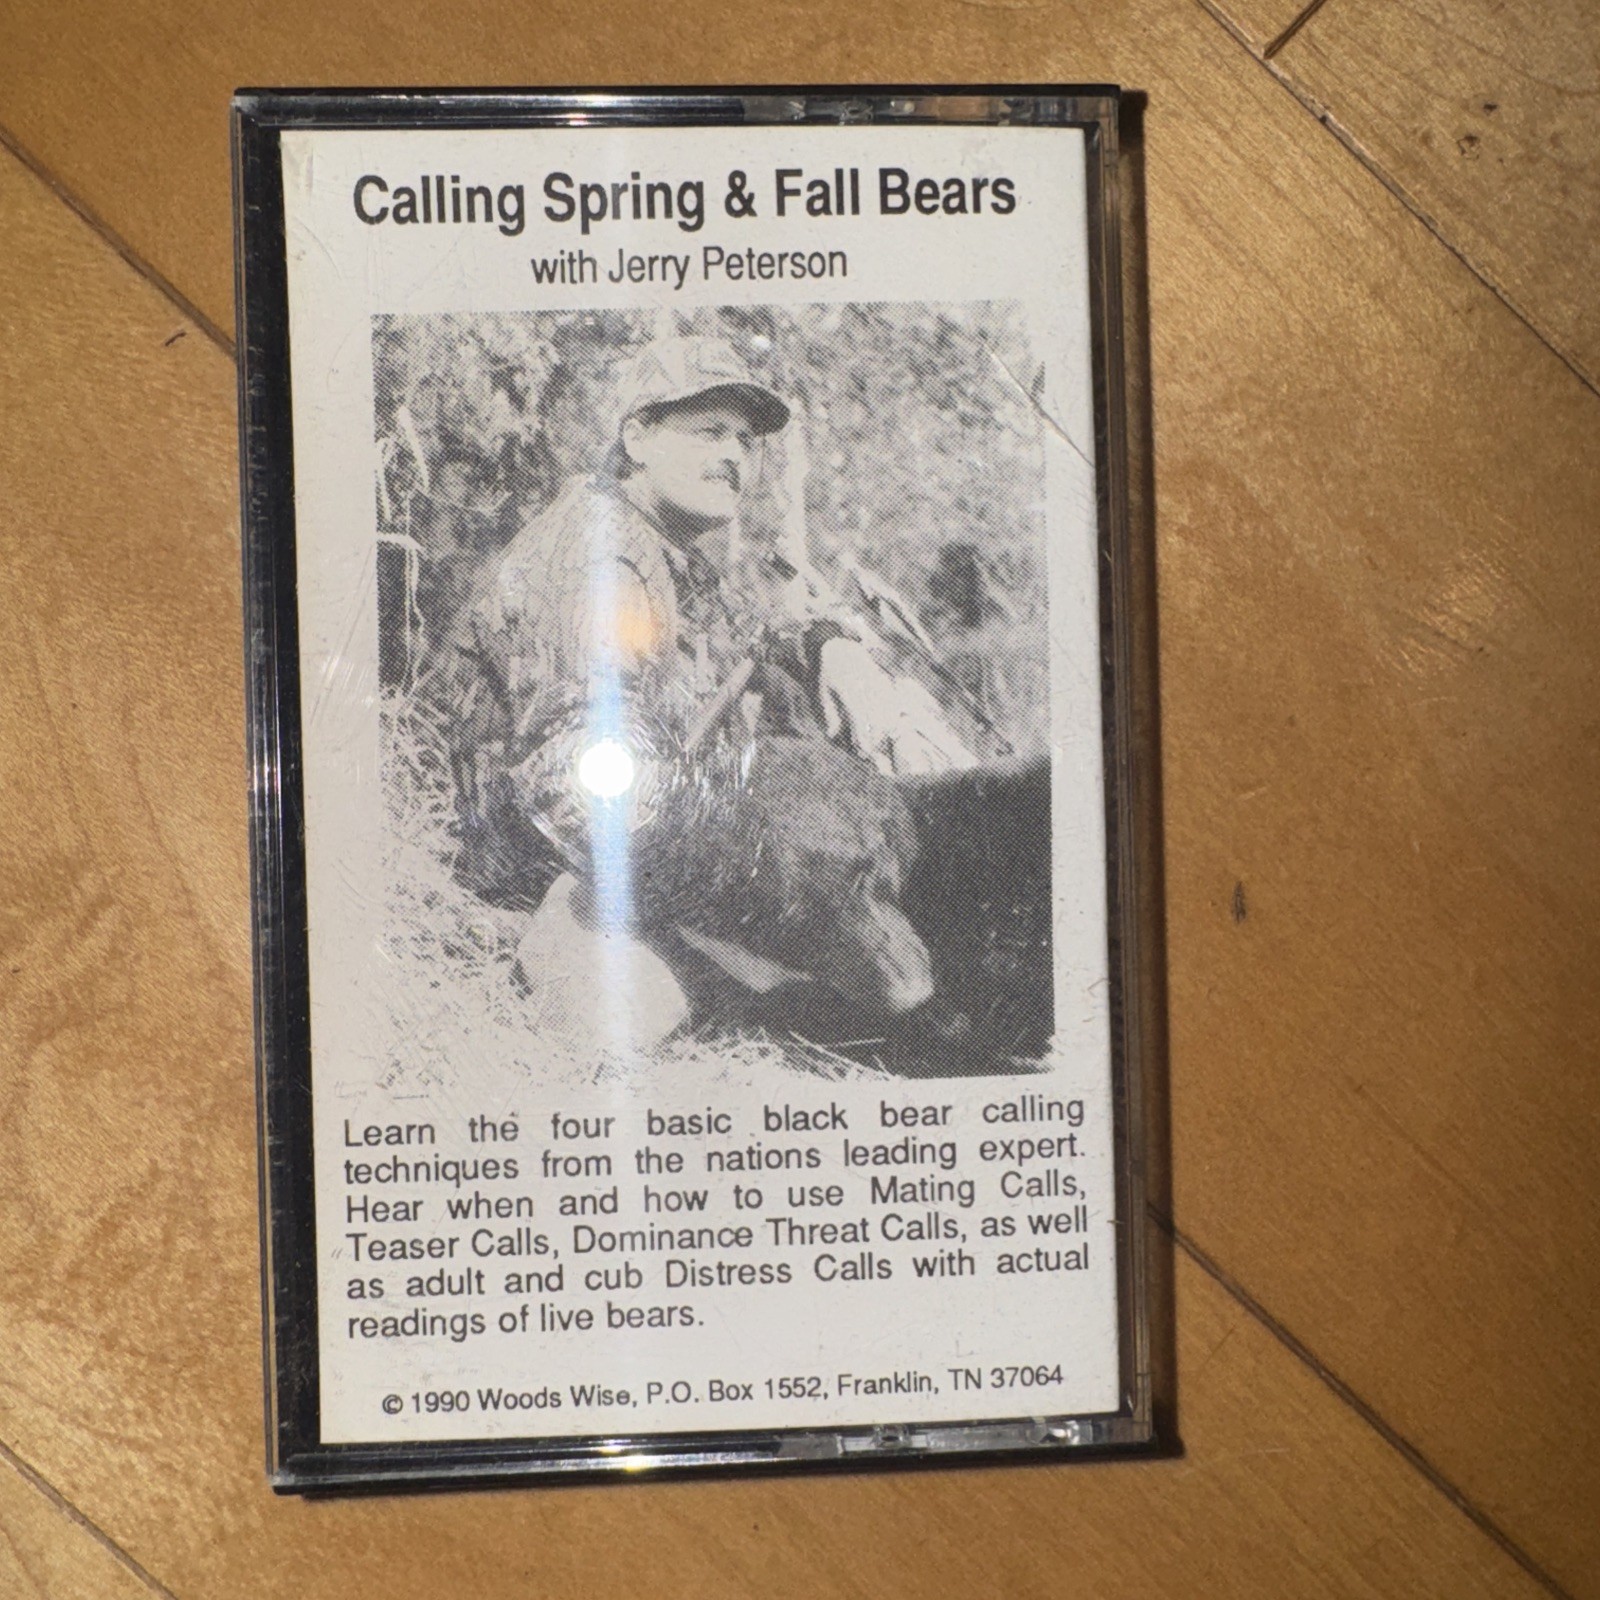 Calling Spring & Fall Bears
with Jerry Peterson
Learn the four basic black bear calling
techniques from the nations leading expert.
Hear when and how to use Mating Calls,
Teaser Calls, Dominance Threat Calls, as well
as adult and cub Distress Calls with actual
readings of live bears.
© 1990 Woods Wise, P.O. Box 1552, Franklin, TN 37064